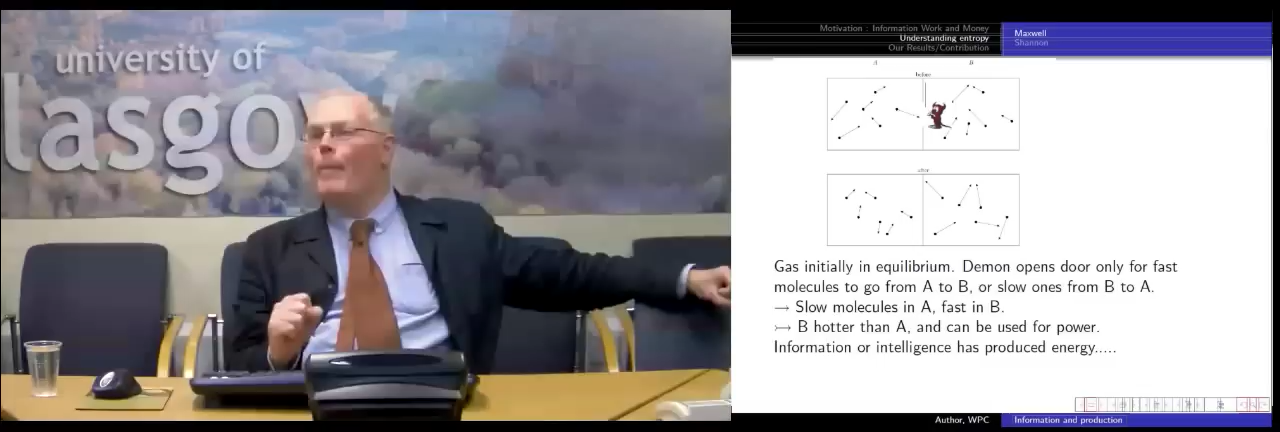 university of
lasgow
Motivation : Information Work and Money
Understanding entropy
Our Results/Contribution
Maxwell
Shannon
A B
before
after
Gas initially in equilibrium. Demon opens door only for fast
molecules to go from A to B, or slow ones from B to A.
→ Slow molecules in A, fast in B.
↣ B hotter than A, and can be used for power.
Information or intelligence has produced energy.....
Author, WPC
Information and production